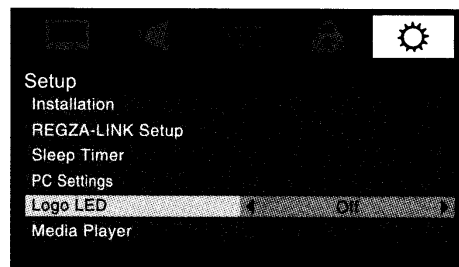 Setup
Installation
REGZA-LINK Setup
Sleep Timer
PC Settings
Logo LED Off
Media Player